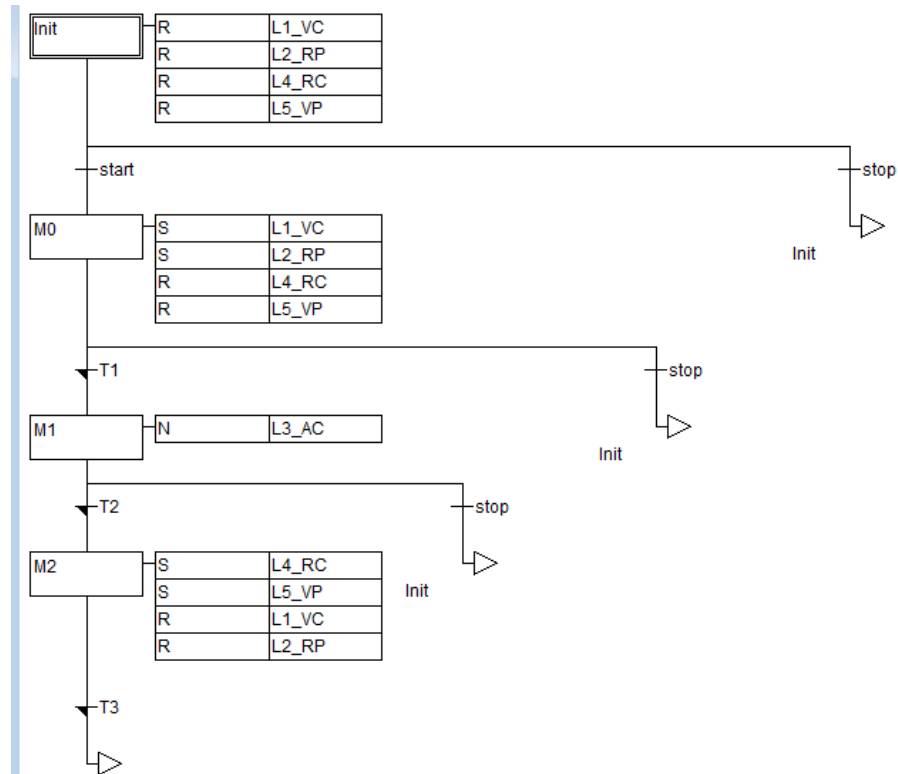 Init R L1_VC
R L2_RP
R L4_RC
R L5_VP
start stop
M0 S L1_VC
S L2_RP Init
R L4_RC
R L5_VP
T1 stop
M1 N L3_AC
Init
T2 stop
M2 S L4_RC
S L5_VP Init
R L1_VC
R L2_RP
T3